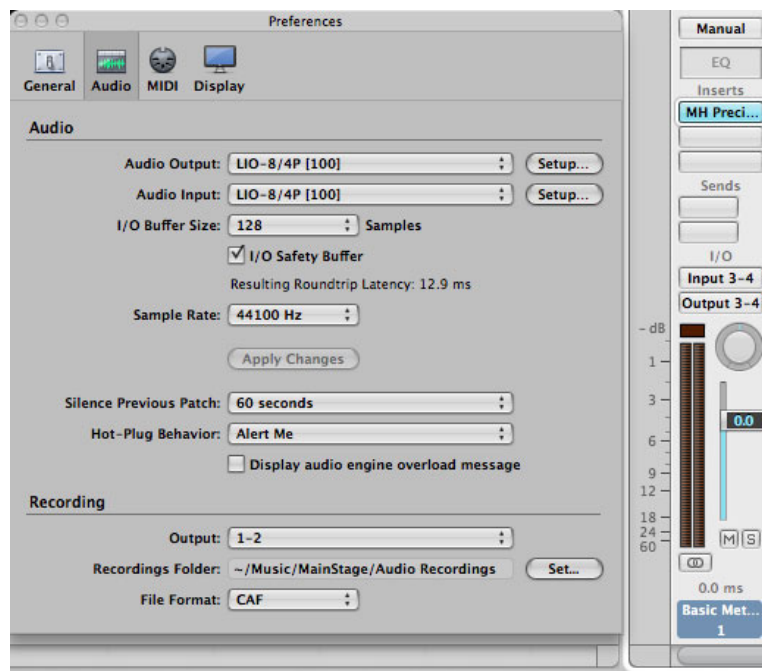 Preferences
General Audio MIDI Display
Audio
Audio Output: LIO-8/4P [100] Setup...
Audio Input: LIO-8/4P [100] Setup...
I/O Buffer Size: 128 Samples
I/O Safety Buffer
Resulting Roundtrip Latency: 12.9 ms
Sample Rate: 44100 Hz
Apply Changes
Silence Previous Patch: 60 seconds
Hot-Plug Behavior: Alert Me
Display audio engine overload message
Recording
Output: 1-2
Recordings Folder: ~/Music/MainStage/Audio Recordings Set...
File Format: CAF
Manual
EQ
Inserts
MH Preci...
Sends
I/O
Input 3-4
Output 3-4
- dB
1
3
0.0
6
9
12
18
24
60
M S
0.0 ms
Basic Met...
1